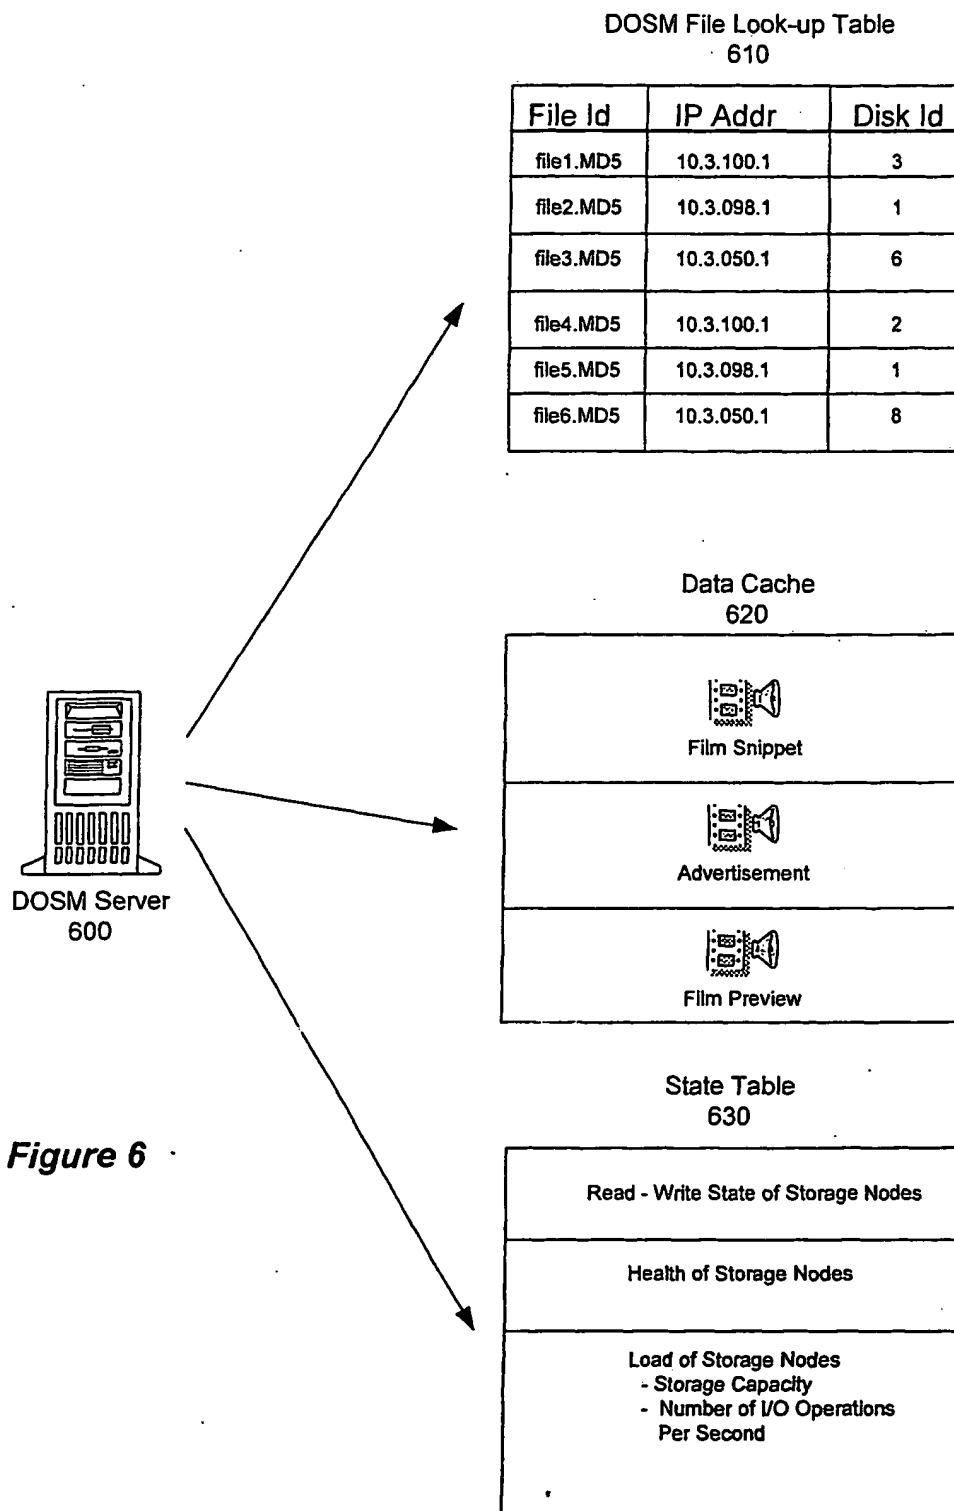 DOSM File Look-up Table
610
File Id IP Addr Disk Id
file1.MD5 10.3.100.1 3
file2.MD5 10.3.098.1 1
file3.MD5 10.3.050.1 6
file4.MD5 10.3.100.1 2
file5.MD5 10.3.098.1 1
file6.MD5 10.3.050.1 8
Data Cache
620
Film Snippet
Advertisement
Film Preview
DOSM Server
600
State Table
630
Read - Write State of Storage Nodes
Health of Storage Nodes
Load of Storage Nodes
- Storage Capacity
- Number of I/O Operations
Per Second
Figure 6